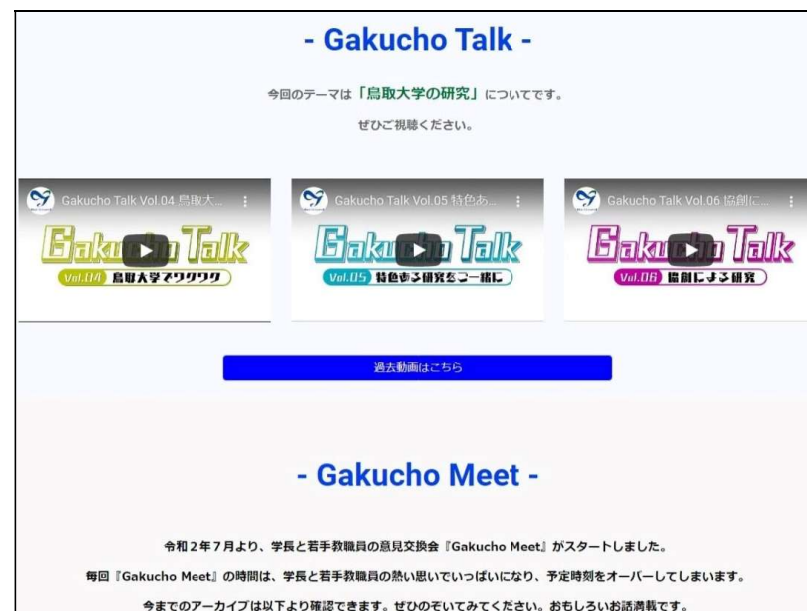 - Gakucho Talk -
今回のテーマは「鳥取大学の研究」についてです。
ぜひご視聴ください。
Gakucho Talk Vol.04 鳥取大...
Gakucho Talk
Vol.04 鳥取大学でワクワク
Gakucho Talk Vol.05 特色あ...
Gakucho Talk
Vol.05 特色ある研究をご一緒に
Gakucho Talk Vol.06 協創に...
Gakucho Talk
Vol.06 協創による研究
過去動画はこちら
- Gakucho Meet -
令和2年7月より、学長と若手教職員の意見交換会『Gakucho Meet』がスタートしました。
毎回『Gakucho Meet』の時間は、学長と若手教職員の熱い思いでいっぱいになり、予定時刻をオーバーしてしまいます。
今までのアーカイブは以下より確認できます。ぜひのぞいてみてください。おもしろいお話満載です。